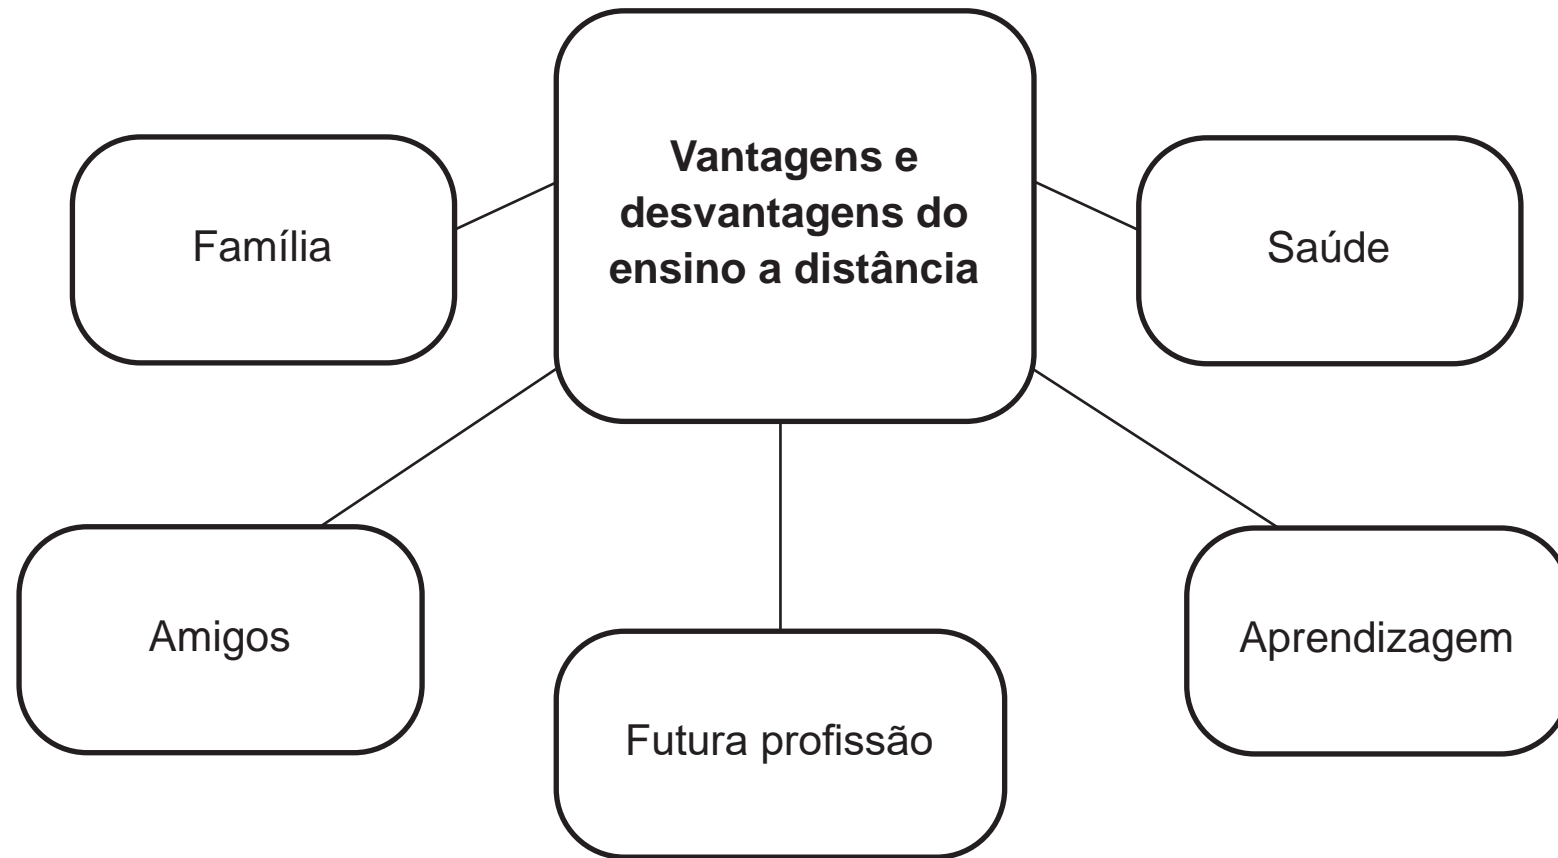 Vantagens e
desvantagens do
ensino a distância
Família
Saúde
Amigos
Aprendizagem
Futura profissão